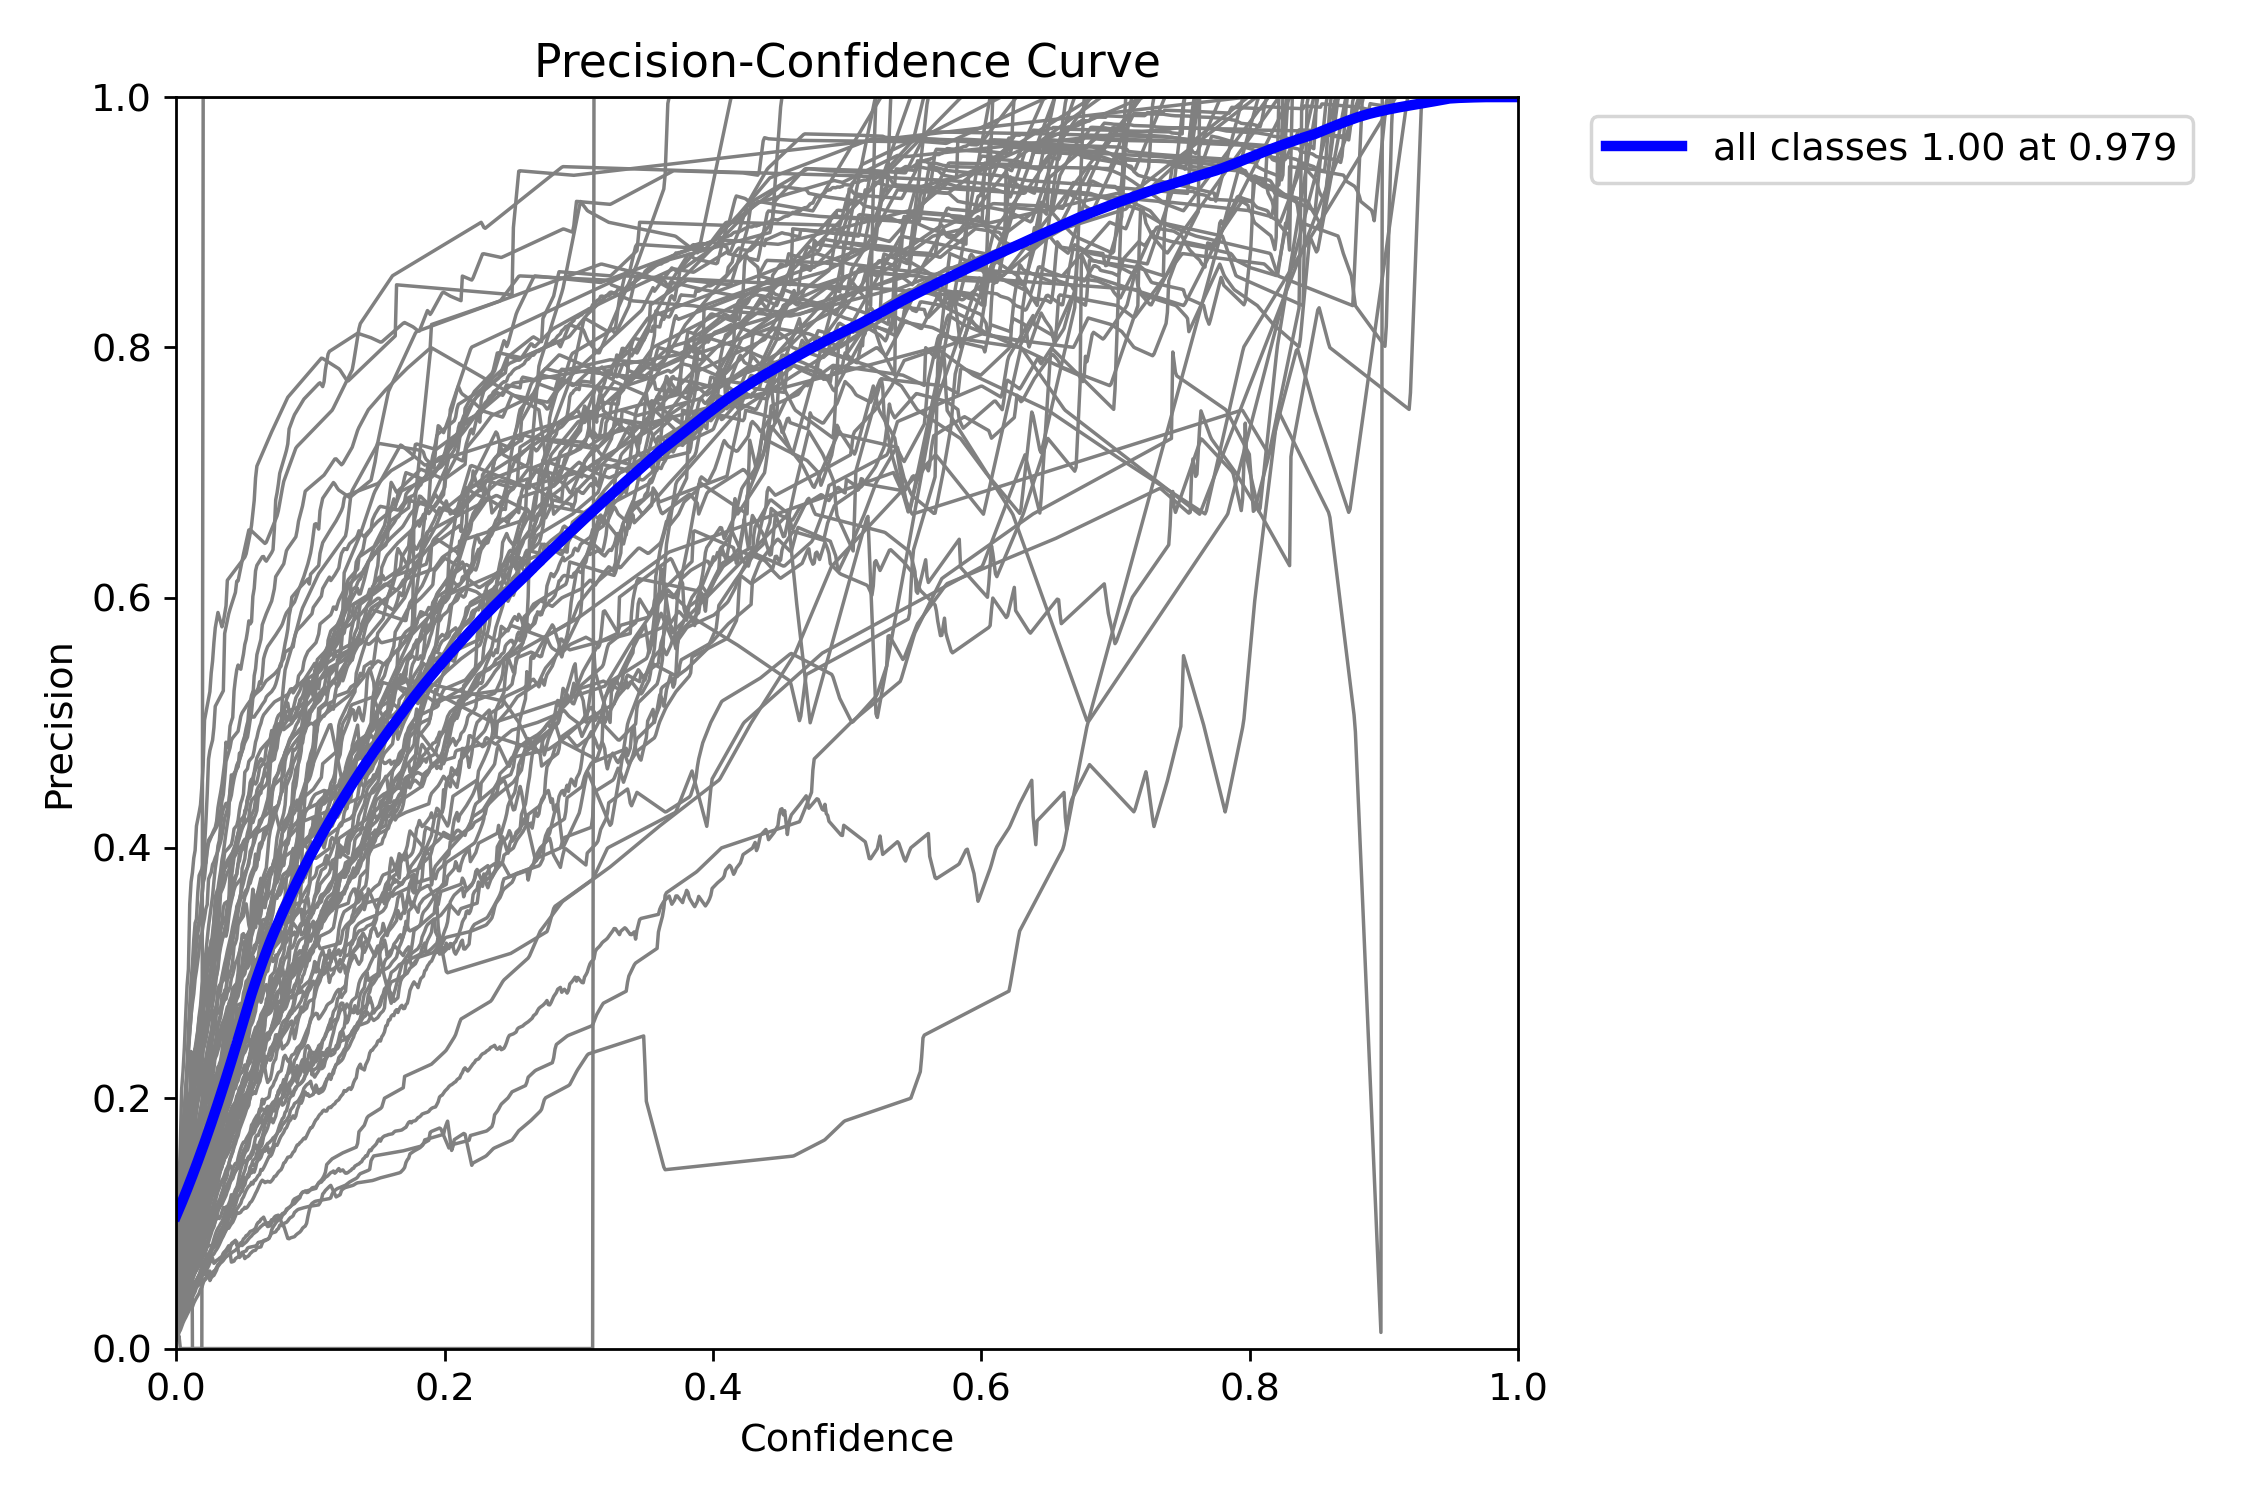 Precision-Confidence Curve
1.0
0.8
0.6
0.4
0.2
0.0
Precision
0.0 0.2 0.4 0.6 0.8 1.0
Confidence
all classes 1.00 at 0.979